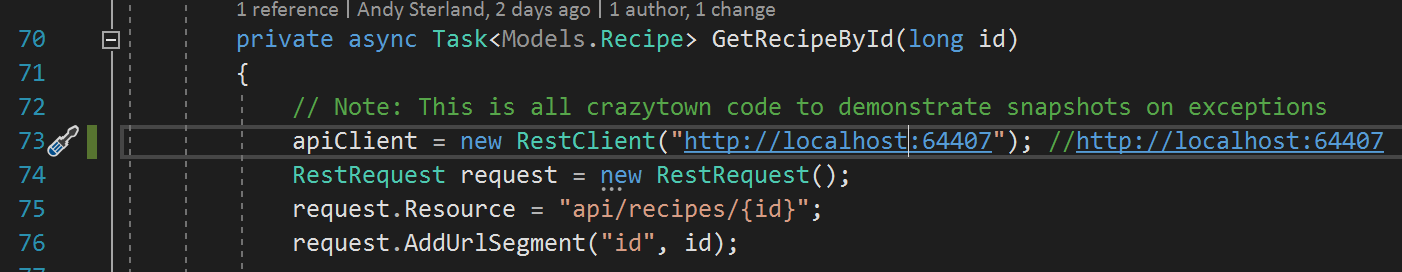 1 reference | Andy Sterland, 2 days ago | 1 author, 1 change
70 private async Task<Models.Recipe> GetRecipeById(long id)
71 {
72 // Note: This is all crazytown code to demonstrate snapshots on exceptions
73 apiClient = new RestClient("http://localhost:64407"); //http://localhost:64407
74 RestRequest request = new RestRequest();
75 request.Resource = "api/recipes/{id}";
76 request.AddUrlSegment("id", id);
77